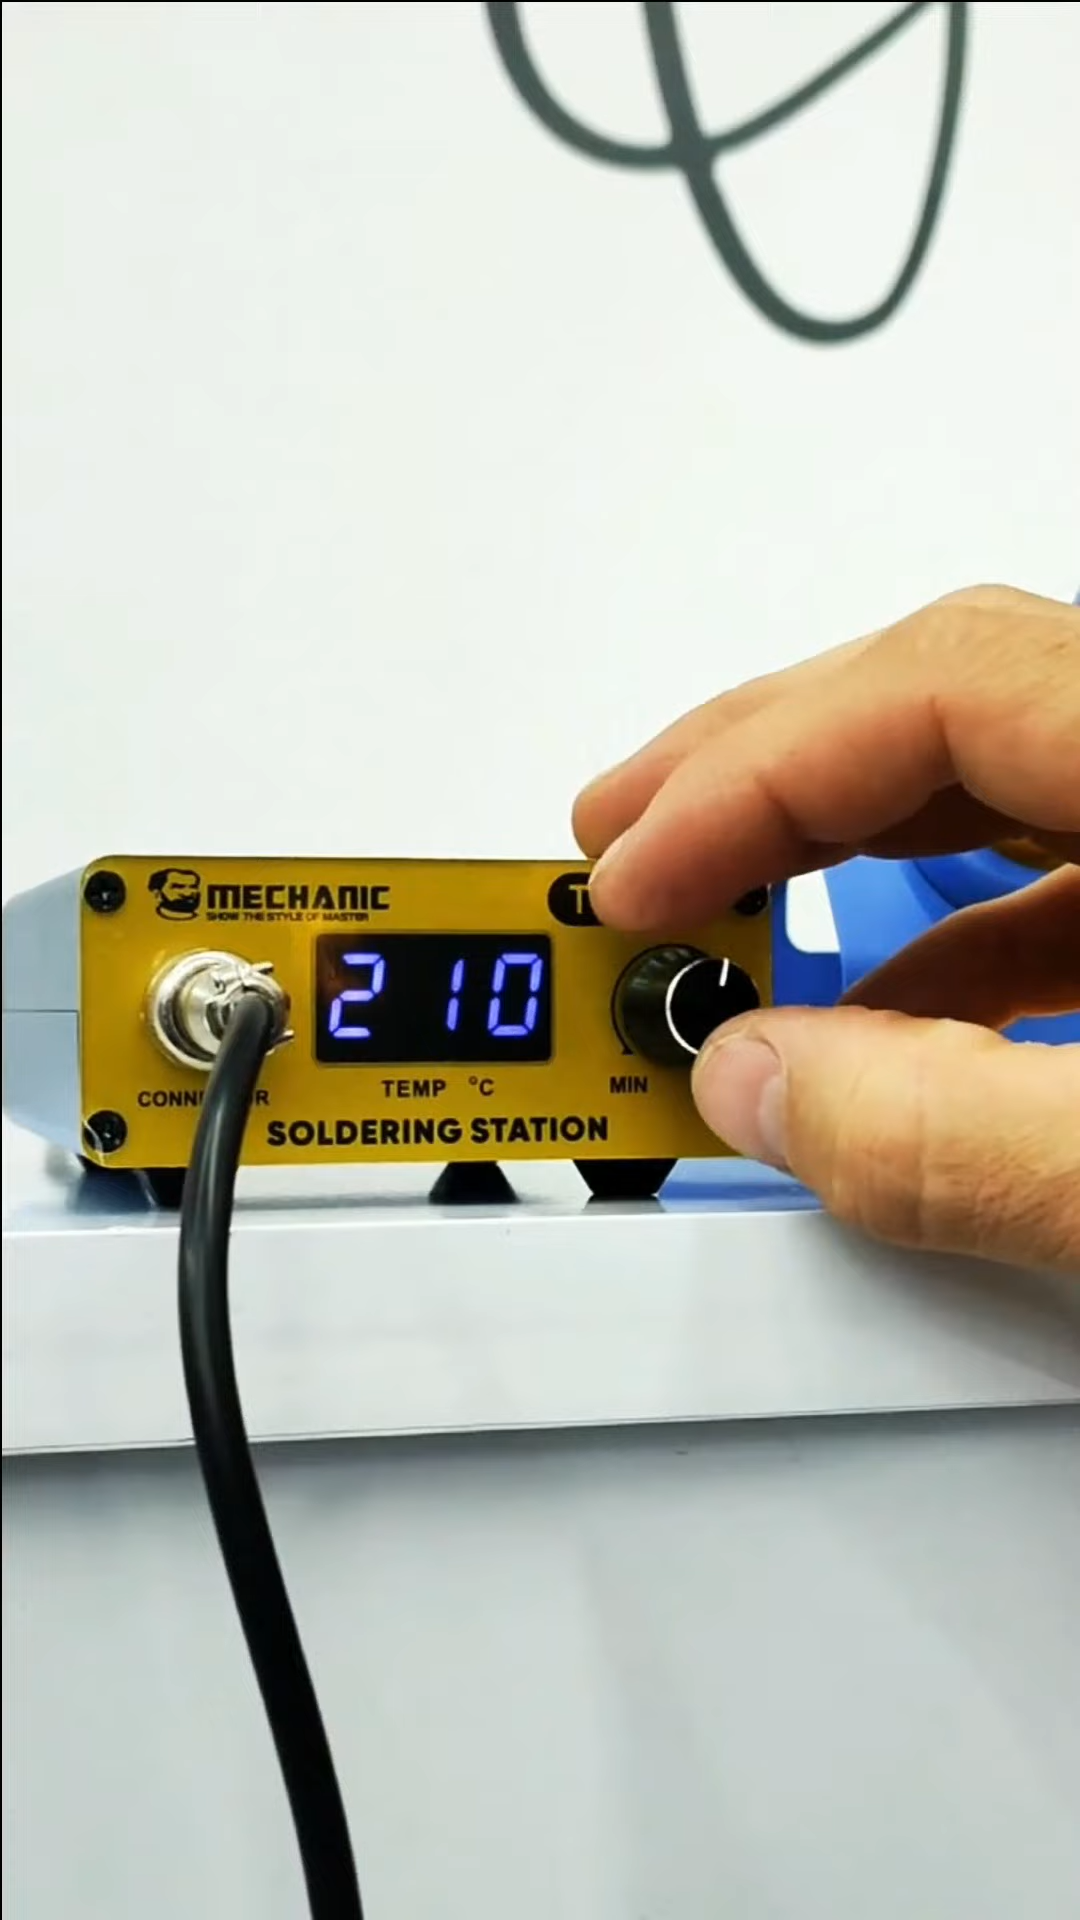 MECHANIC
SHOW THE STYLE OF MASTER
210
TEMP °C
MIN
SOLDERING STATION